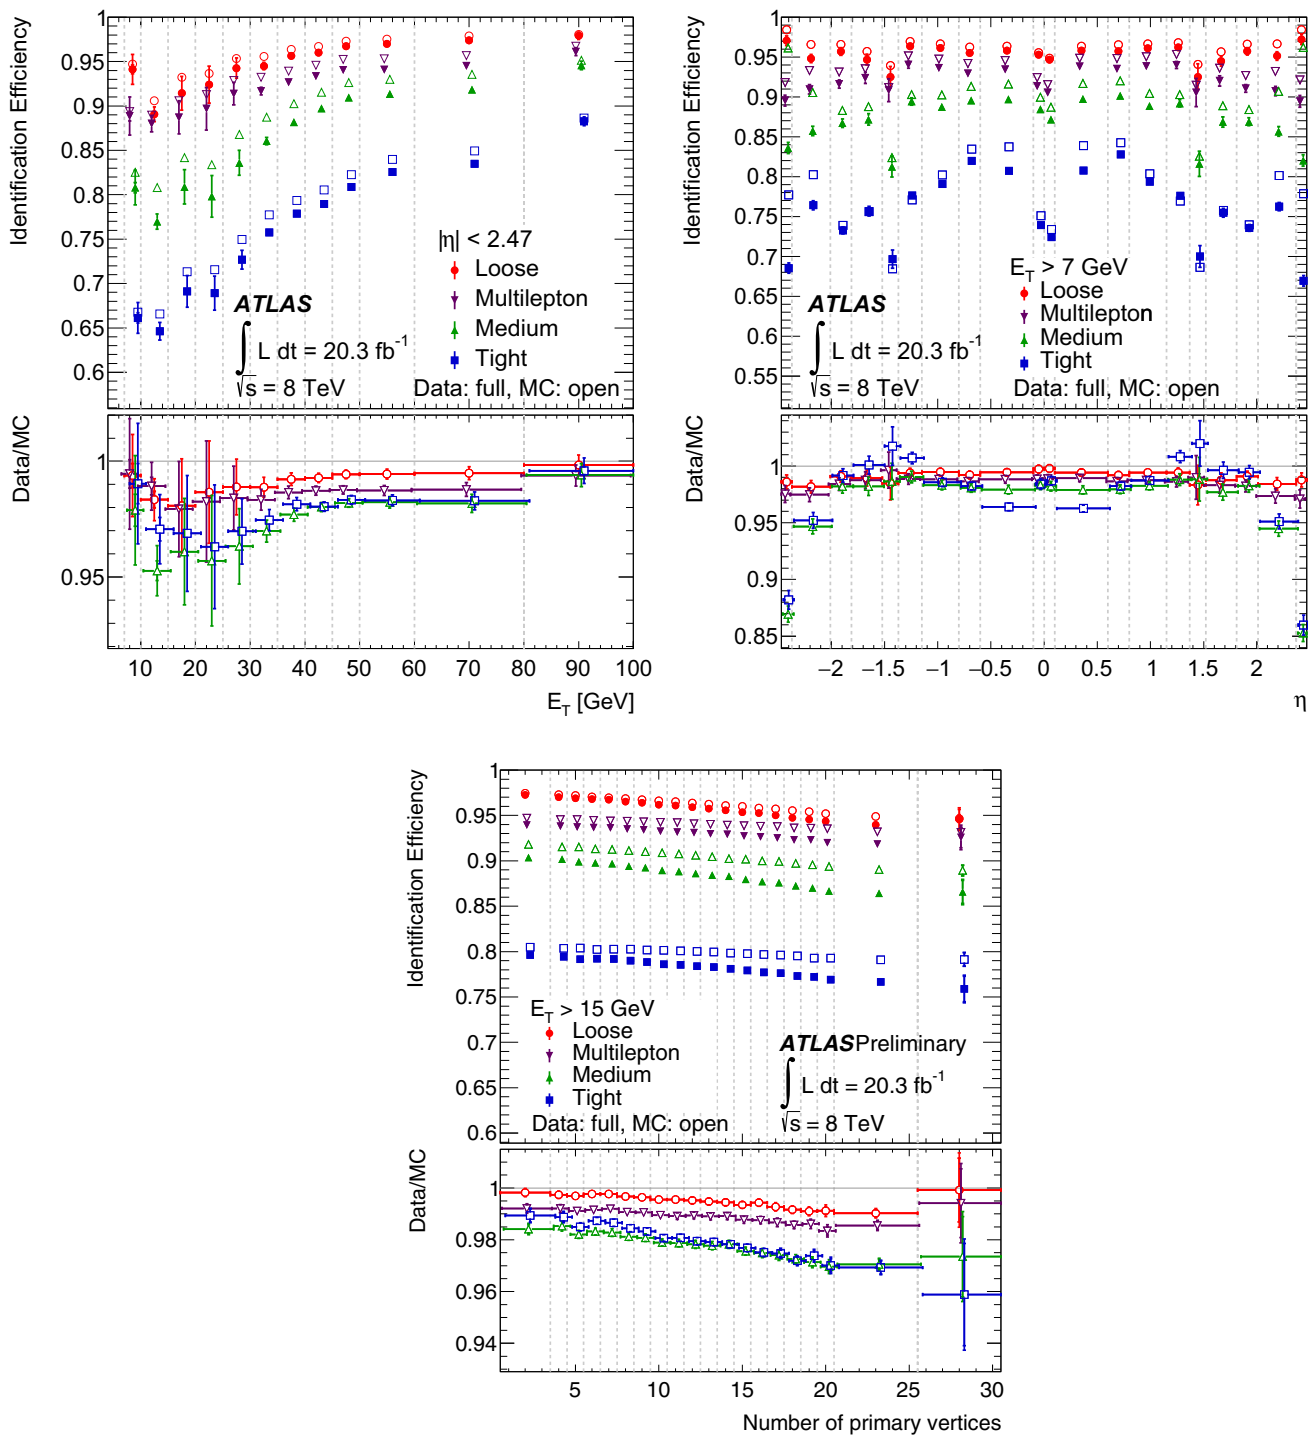 Identification Efficiency
1
0.95
0.9
0.85
0.8
0.75
0.7
0.65
0.6
|η| < 2.47
Loose
Multilepton
Medium
Tight
ATLAS
∫ L dt = 20.3 fb⁻¹
√s = 8 TeV
Data: full, MC: open
Data/MC
1
0.95
10 20 30 40 50 60 70 80 90 100
E_T [GeV]
Identification Efficiency
1
0.95
0.9
0.85
0.8
0.75
0.7
0.65
0.6
0.55
E_T > 7 GeV
Loose
Multilepton
Medium
Tight
ATLAS
∫ L dt = 20.3 fb⁻¹
√s = 8 TeV
Data: full, MC: open
Data/MC
1
0.95
0.9
0.85
−2 −1.5 −1 −0.5 0 0.5 1 1.5 2
η
Identification Efficiency
1
0.95
0.9
0.85
0.8
0.75
0.7
0.65
0.6
E_T > 15 GeV
Loose
Multilepton
Medium
Tight
Data: full, MC: open
ATLAS Preliminary
∫ L dt = 20.3 fb⁻¹
√s = 8 TeV
Data/MC
1
0.98
0.96
0.94
5 10 15 20 25 30
Number of primary vertices